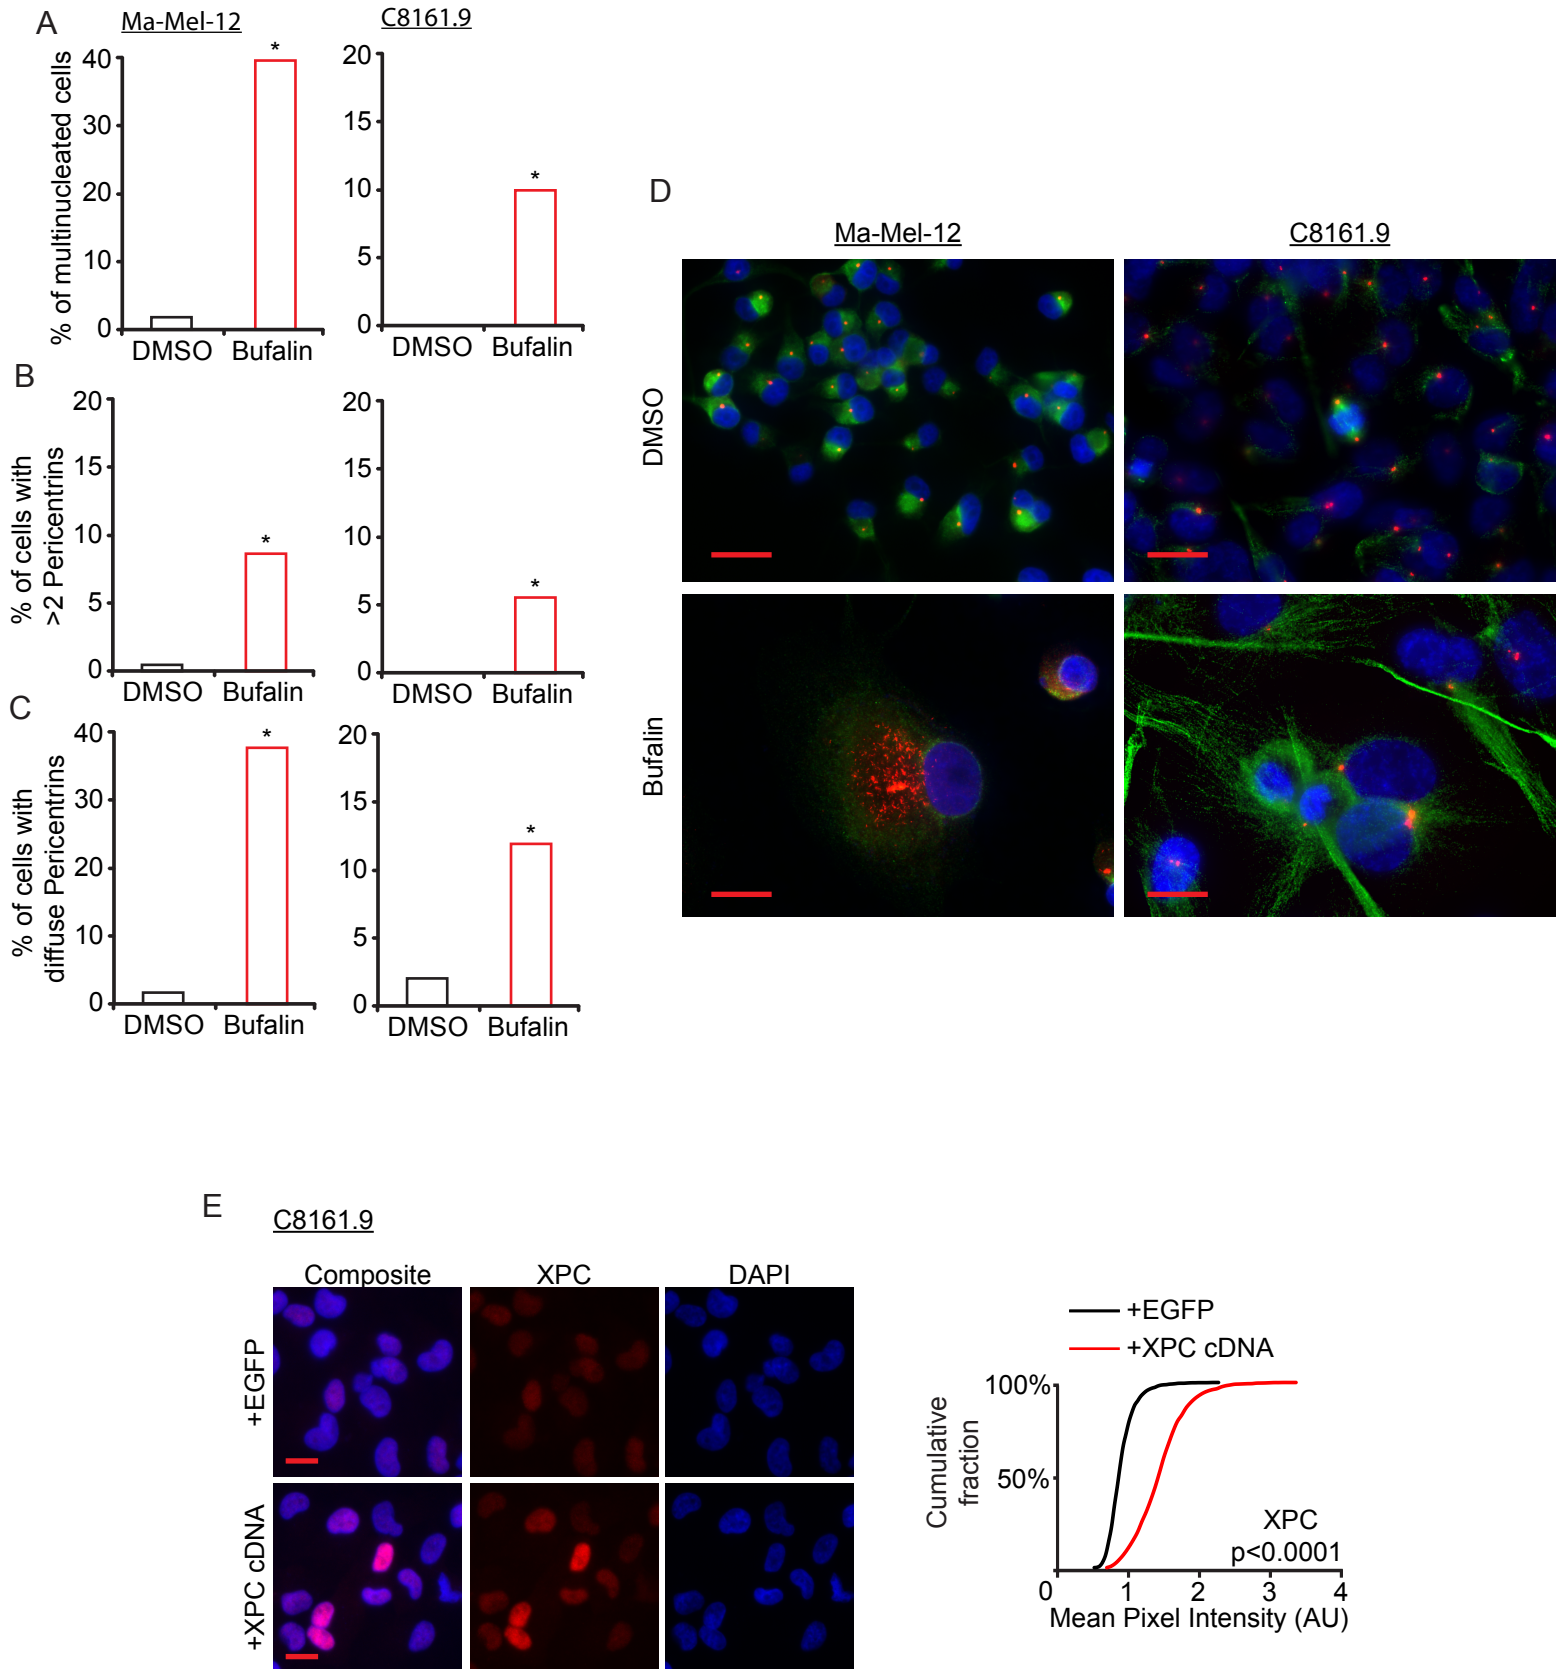 A
Ma-Mel-12
C8161.9
% of multinucleated cells
40
30
20
10
0
*
DMSO
Bufalin
20
15
10
5
0
*
DMSO
Bufalin
B
% of cells with
>2 Pericentrins
20
15
10
5
0
*
DMSO
Bufalin
20
15
10
5
0
*
DMSO
Bufalin
C
% of cells with
diffuse Pericentrins
40
30
20
10
0
*
DMSO
Bufalin
20
15
10
5
0
*
DMSO
Bufalin
D
Ma-Mel-12
C8161.9
DMSO
Bufalin
E
C8161.9
Composite
XPC
DAPI
+EGFP
+XPC cDNA
+EGFP
+XPC cDNA
Cumulative
fraction
100%
50%
XPC
p<0.0001
0
1
2
3
4
Mean Pixel Intensity (AU)